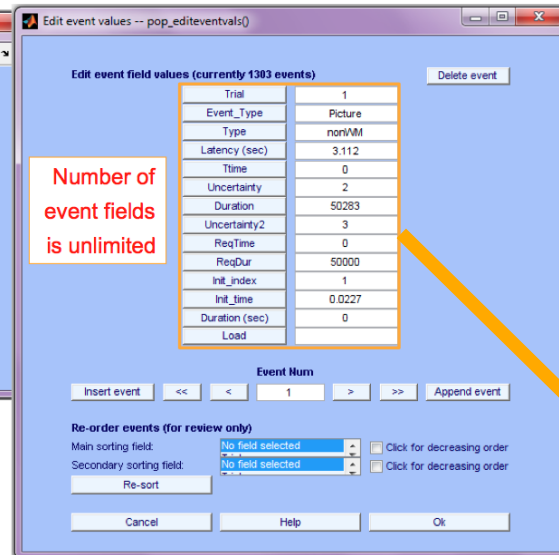 Edit event values -- pop_editeventvals()
Edit event field values (currently 1303 events)
Delete event
Trial 1
Event_Type Picture
Type nonWM
Latency (sec) 3.112
Ttime 0
Uncertainty 2
Duration 50283
Uncertainty2 3
ReqTime 0
ReqDur 50000
Init_index 1
Init_time 0.0227
Duration (sec) 0
Load
Number of
event fields
is unlimited
Event Num
Insert event << < 1 > >> Append event
Re-order events (for review only)
Main sorting field: No field selected Click for decreasing order
Secondary sorting field: No field selected Click for decreasing order
Re-sort
Cancel Help Ok